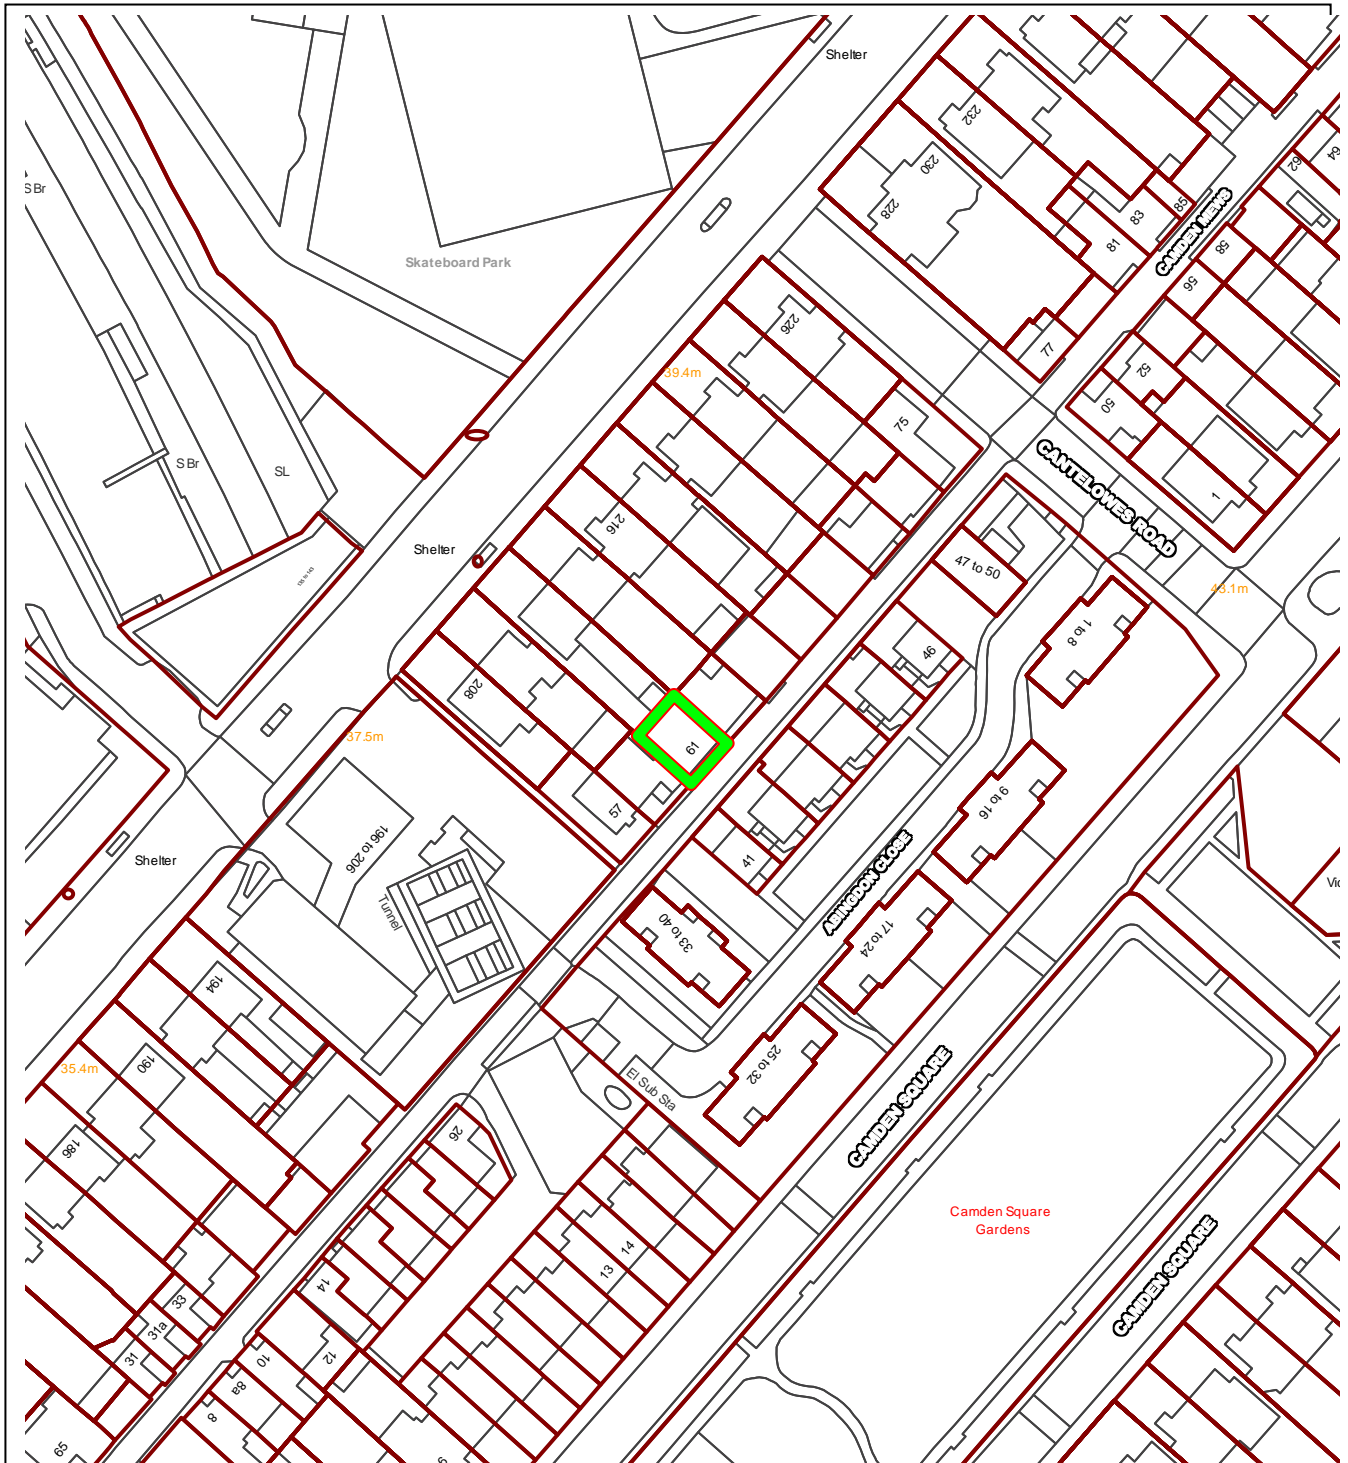 Shelter
232
64
62
230
S Br
85
83
228
CAMDEN MEWS
81
58
Skateboard Park
56
226
77
39.4m
52
50
75
CANTELOWES ROAD
S Br
SL
1
216
Shelter
47 to 50
43.1m
1 to 8
46
208
37.5m
61
9 to 16
57
196 to 206
Shelter
41
ABINGDON CLOSE
Tunnel
33 to 40
17 to 24
194
190
35.4m
25 to 32
El Sub Sta
CAMDEN SQUARE
26
186
Camden Square
Gardens
14
13
CAMDEN SQUARE
14
33
31a
31
10
12
8a
8
65